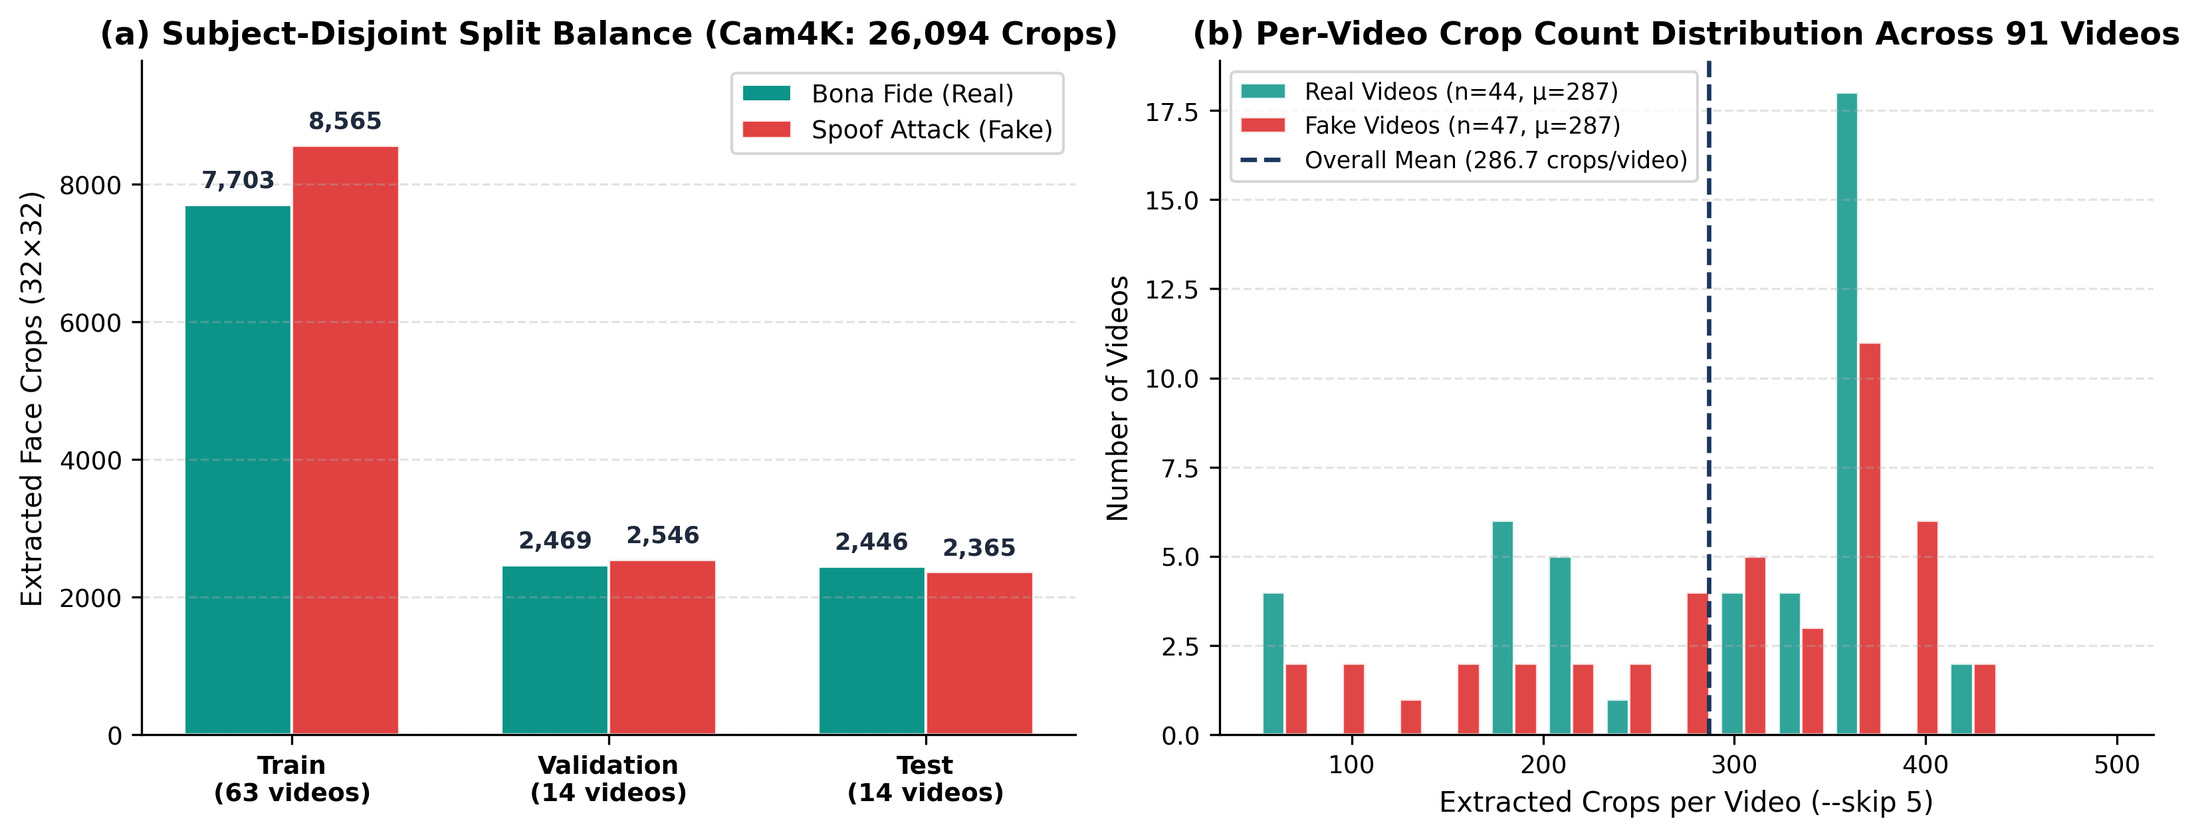 (a) Subject-Disjoint Split Balance (Cam4K: 26,094 Crops)
Extracted Face Crops (32×32)
8000
6000
4000
2000
0
Bona Fide (Real)
Spoof Attack (Fake)
7,703
8,565
2,469
2,546
2,446
2,365
Train
(63 videos)
Validation
(14 videos)
Test
(14 videos)
(b) Per-Video Crop Count Distribution Across 91 Videos
Number of Videos
17.5
15.0
12.5
10.0
7.5
5.0
2.5
0.0
Real Videos (n=44, μ=287)
Fake Videos (n=47, μ=287)
Overall Mean (286.7 crops/video)
100
200
300
400
500
Extracted Crops per Video (--skip 5)